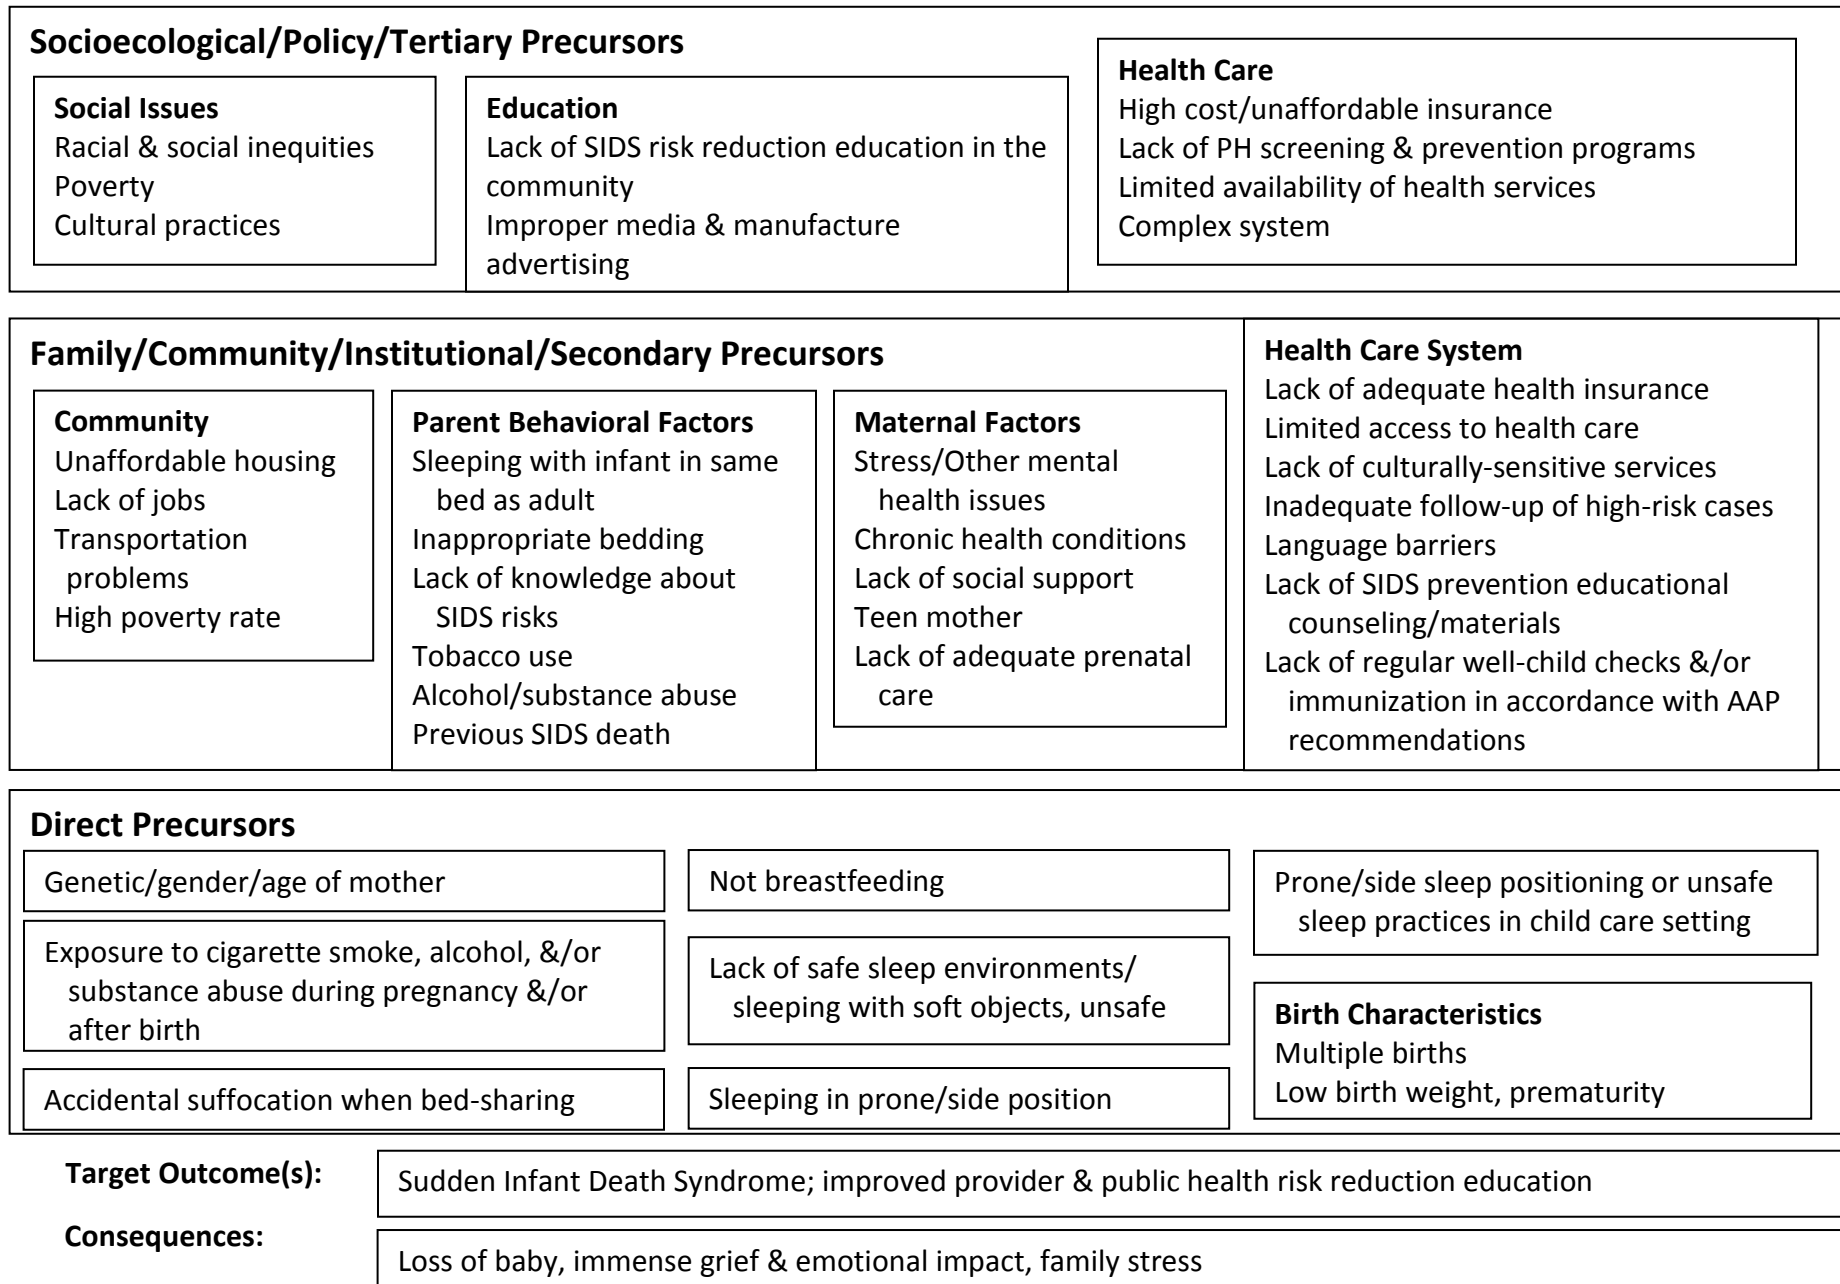 Socioecological/Policy/Tertiary Precursors
Social Issues
Racial & social inequities
Poverty
Cultural practices
Education
Lack of SIDS risk reduction education in the
community
Improper media & manufacture
advertising
Health Care
High cost/unaffordable insurance
Lack of PH screening & prevention programs
Limited availability of health services
Complex system
Family/Community/Institutional/Secondary Precursors
Community
Unaffordable housing
Lack of jobs
Transportation
problems
High poverty rate
Parent Behavioral Factors
Sleeping with infant in same
bed as adult
Inappropriate bedding
Lack of knowledge about
SIDS risks
Tobacco use
Alcohol/substance abuse
Previous SIDS death
Maternal Factors
Stress/Other mental
health issues
Chronic health conditions
Lack of social support
Teen mother
Lack of adequate prenatal
care
Health Care System
Lack of adequate health insurance
Limited access to health care
Lack of culturally-sensitive services
Inadequate follow-up of high-risk cases
Language barriers
Lack of SIDS prevention educational
counseling/materials
Lack of regular well-child checks &/or
immunization in accordance with AAP
recommendations
Direct Precursors
Genetic/gender/age of mother
Exposure to cigarette smoke, alcohol, &/or
substance abuse during pregnancy &/or
after birth
Accidental suffocation when bed-sharing
Not breastfeeding
Lack of safe sleep environments/
sleeping with soft objects, unsafe
Sleeping in prone/side position
Prone/side sleep positioning or unsafe
sleep practices in child care setting
Birth Characteristics
Multiple births
Low birth weight, prematurity
Target Outcome(s):
Sudden Infant Death Syndrome; improved provider & public health risk reduction education
Consequences:
Loss of baby, immense grief & emotional impact, family stress